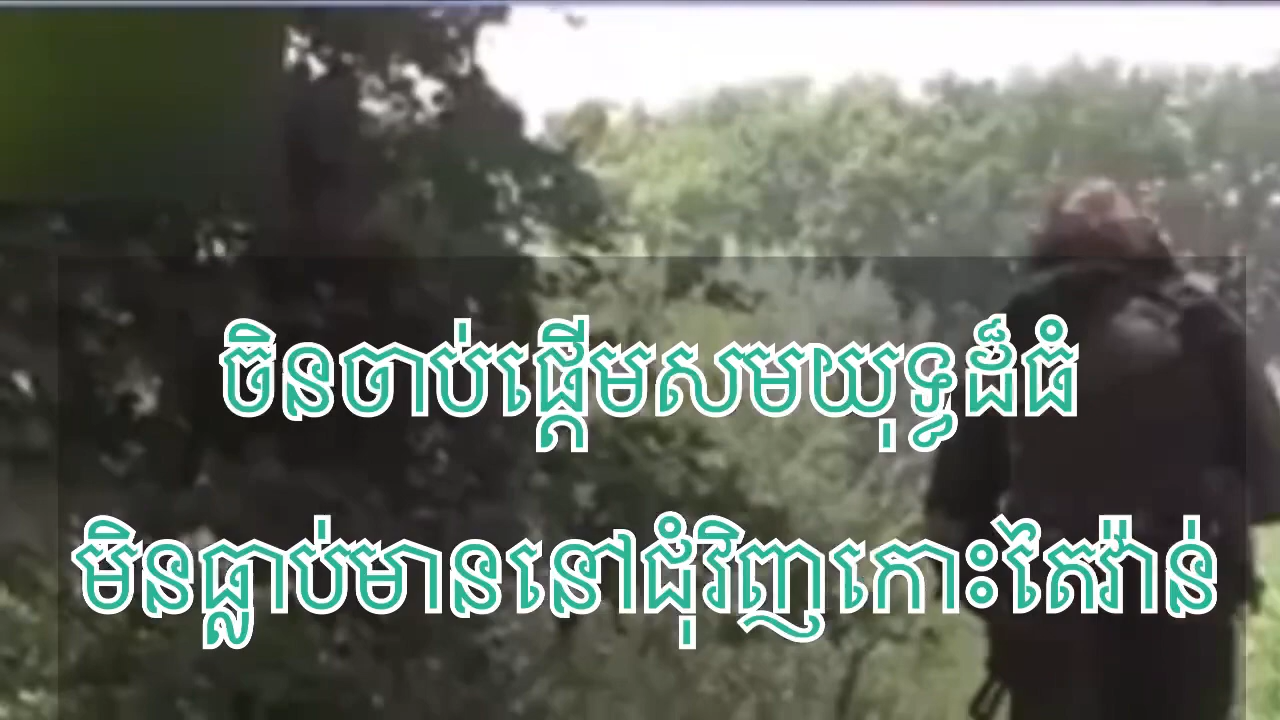 ចិនចាប់ផ្ដើមសមយុទ្ធដ៏ធំ
មិនធ្លាប់មាននៅជុំវិញកោះតៃវ៉ាន់